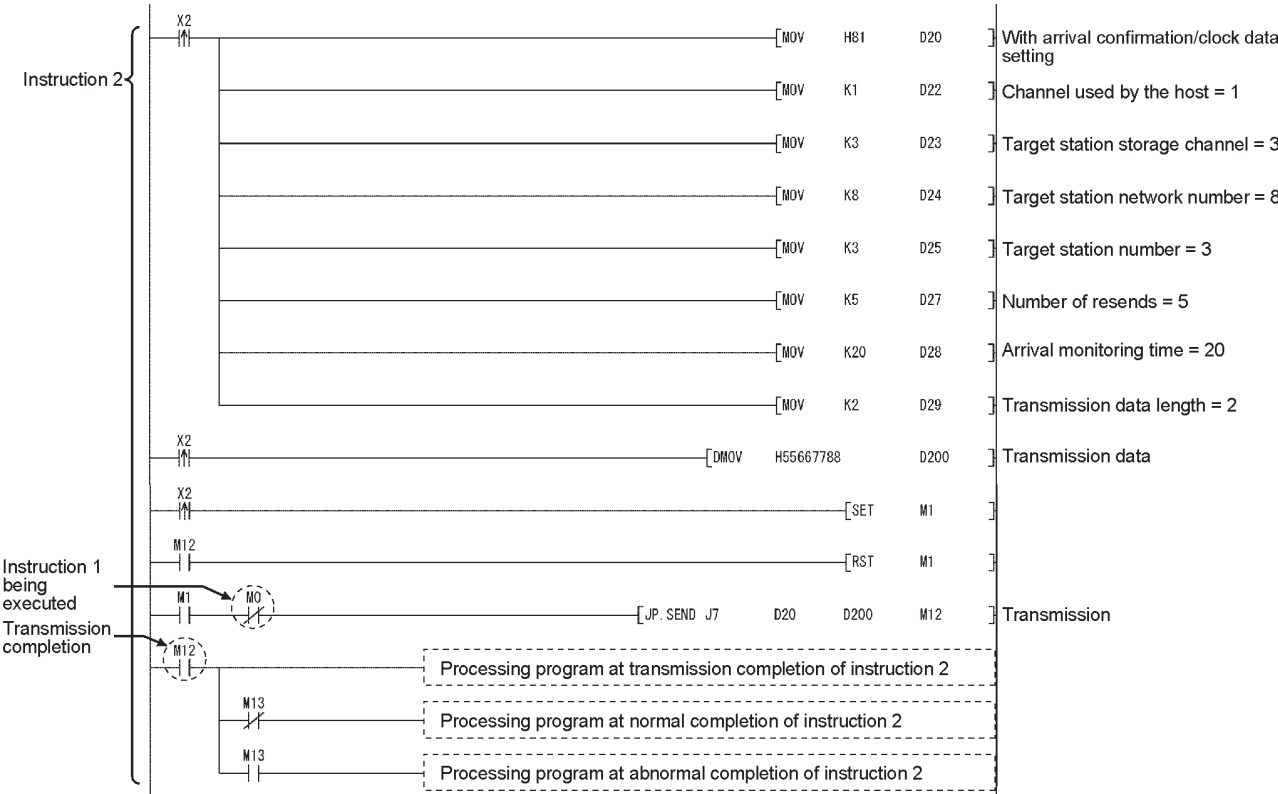 X2
[MOV H81 D20] With arrival confirmation/clock data
setting
Instruction 2
[MOV K1 D22] Channel used by the host = 1
[MOV K3 D23] Target station storage channel = 3
[MOV K8 D24] Target station network number = 8
[MOV K3 D25] Target station number = 3
[MOV K5 D27] Number of resends = 5
[MOV K20 D28] Arrival monitoring time = 20
[MOV K2 D29] Transmission data length = 2
X2
[DMOV H55667788 D200] Transmission data
X2
[SET M1]
M12
[RST M1]
Instruction 1
being
executed
M1 M0
[JP.SEND J7 D20 D200 M12] Transmission
Transmission
completion
M12
Processing program at transmission completion of instruction 2
M13
Processing program at normal completion of instruction 2
M13
Processing program at abnormal completion of instruction 2